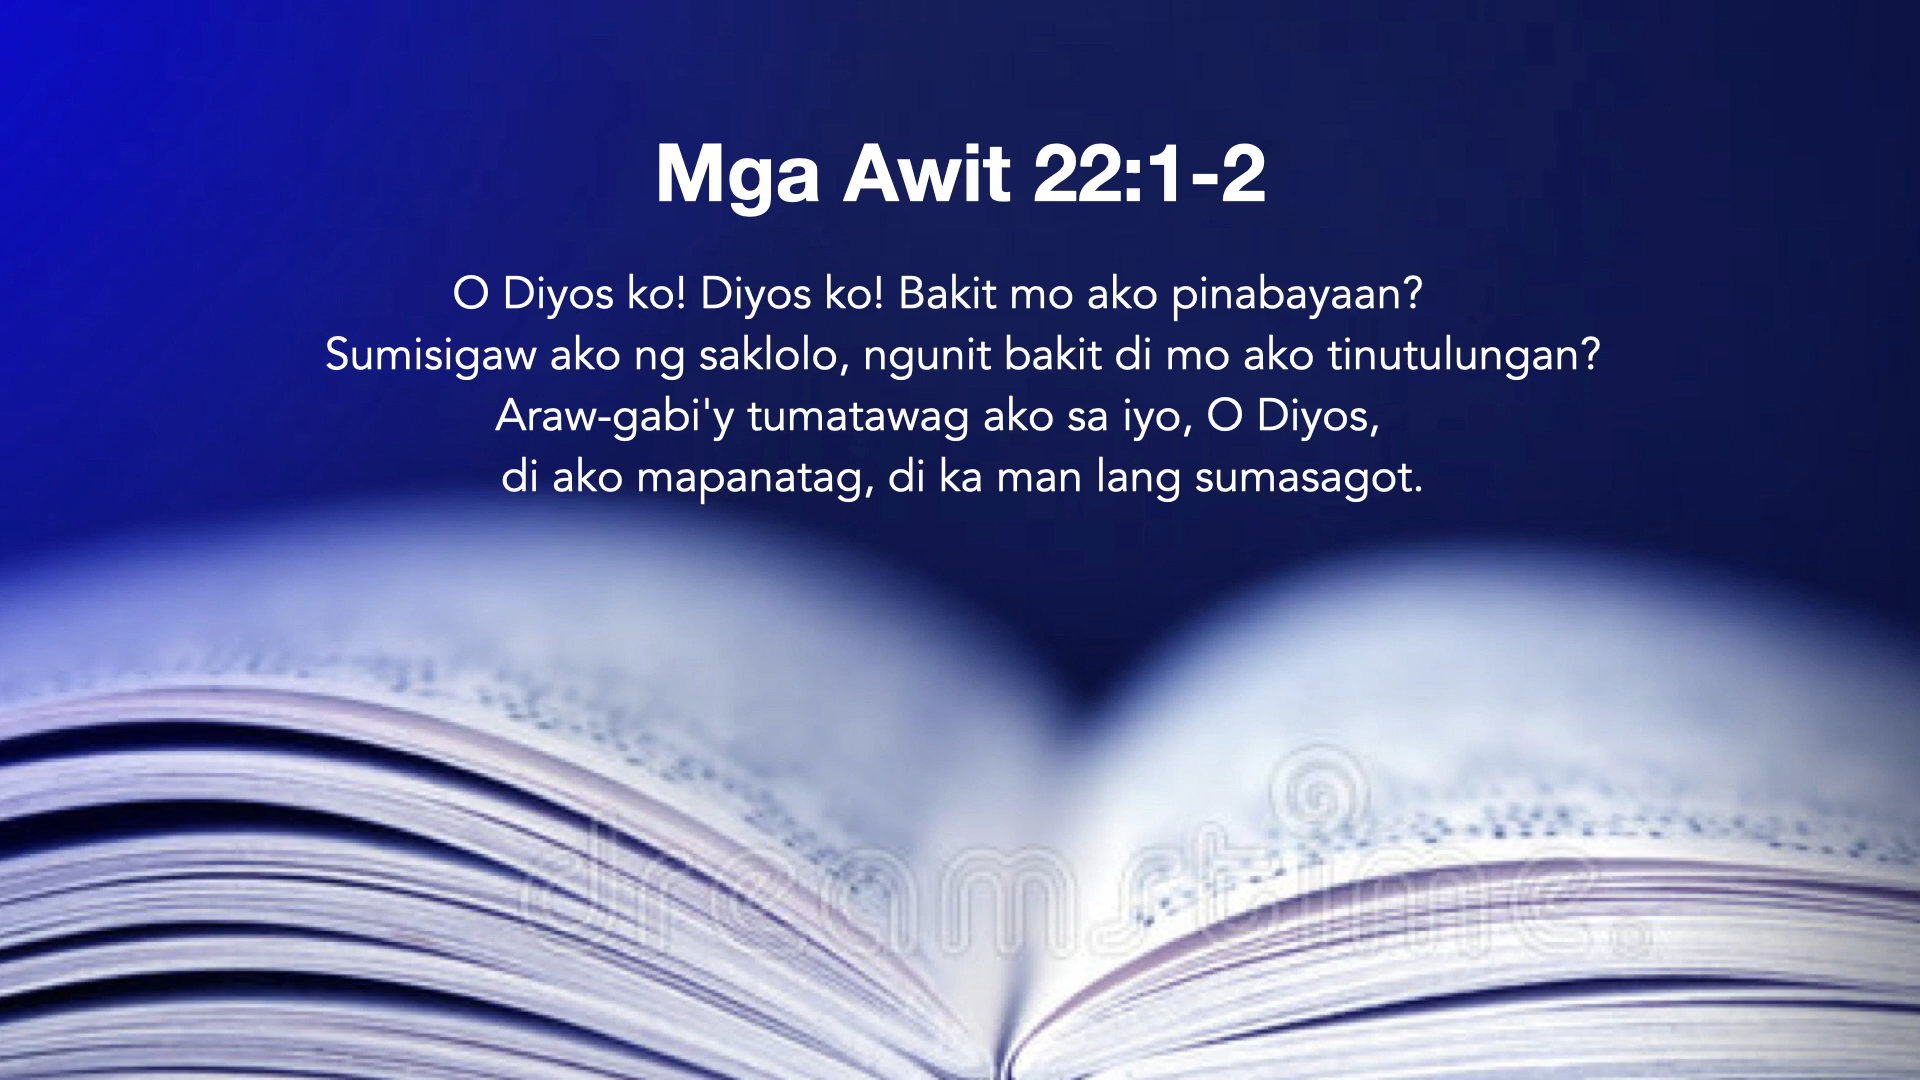 Mga Awit 22:1-2
O Diyos ko! Diyos ko! Bakit mo ako pinabayaan?
Sumisigaw ako ng saklolo, ngunit bakit di mo ako tinutulungan?
Araw-gabi'y tumatawag ako sa iyo, O Diyos,
di ako mapanatag, di ka man lang sumasagot.
dreamstime